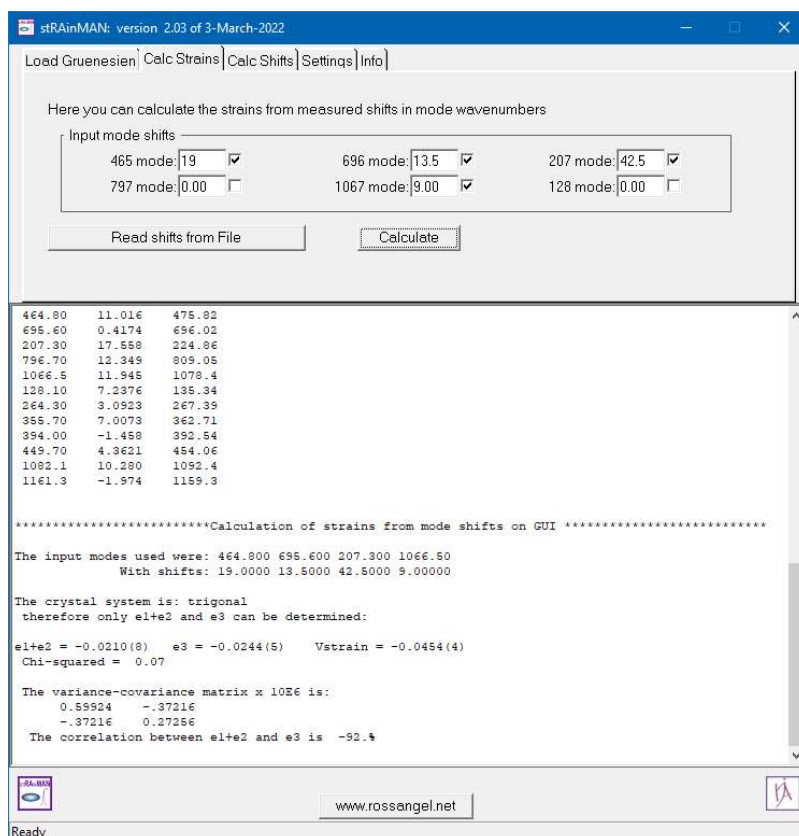 stRAinMAN: version 2.03 of 3-March-2022
Load Gruenesien Calc Strains Calc Shifts Settings Info
Here you can calculate the strains from measured shifts in mode wavenumbers
Input mode shifts
465 mode: 19 696 mode: 13.5 207 mode: 42.5
797 mode: 0.00 1067 mode: 9.00 128 mode: 0.00
Read shifts from File Calculate
464.80 11.016 475.82
695.60 0.4174 696.02
207.30 17.558 224.86
796.70 12.349 809.05
1066.5 11.945 1078.4
128.10 7.2376 135.34
264.30 3.0923 267.39
355.70 7.0073 362.71
394.00 -1.458 392.54
449.70 4.3621 454.06
1082.1 10.280 1092.4
1161.3 -1.974 1159.3
**************************Calculation of strains from mode shifts on GUI ***************************
The input modes used were: 464.800 695.600 207.300 1066.50
With shifts: 19.0000 13.5000 42.5000 9.00000
The crystal system is: trigonal
therefore only e1+e2 and e3 can be determined:
e1+e2 = -0.0210(8) e3 = -0.0244(5) Vstrain = -0.0454(4)
Chi-squared = 0.07
The variance-covariance matrix x 10E6 is:
0.59924 -.37216
-.37216 0.27256
The correlation between e1+e2 and e3 is -92.%
stRAinMAN
www.rossangel.net
Ready